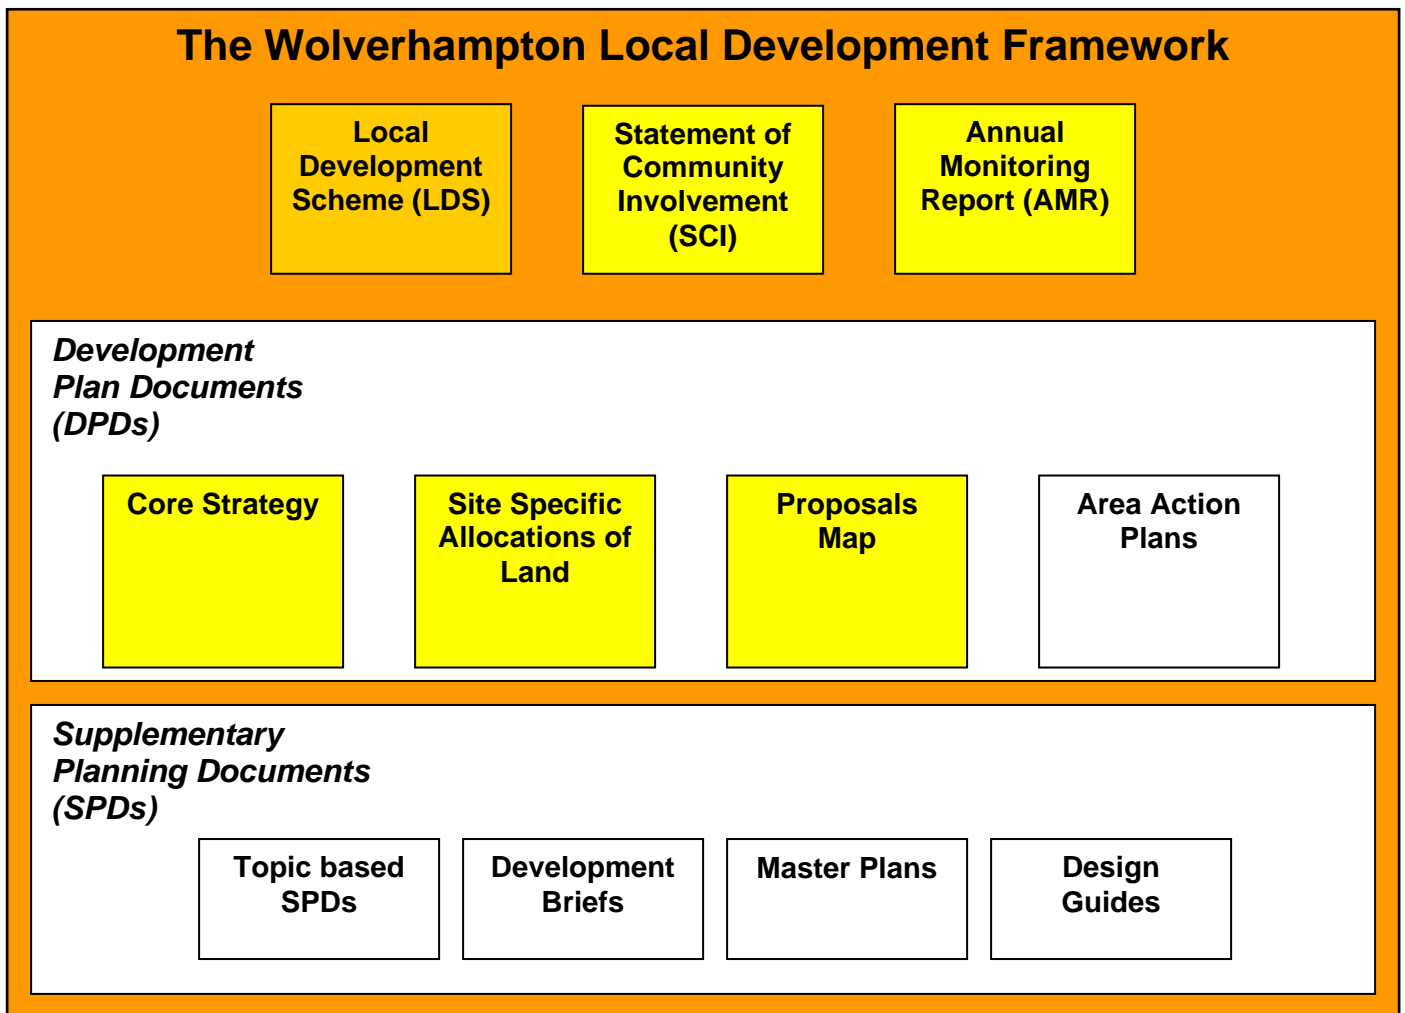 The Wolverhampton Local Development Framework
Local
Development
Scheme (LDS)
Statement of
Community
Involvement
(SCI)
Annual
Monitoring
Report (AMR)
Development
Plan Documents
(DPDs)
Core Strategy
Site Specific
Allocations of
Land
Proposals
Map
Area Action
Plans
Supplementary
Planning Documents
(SPDs)
Topic based
SPDs
Development
Briefs
Master Plans
Design
Guides